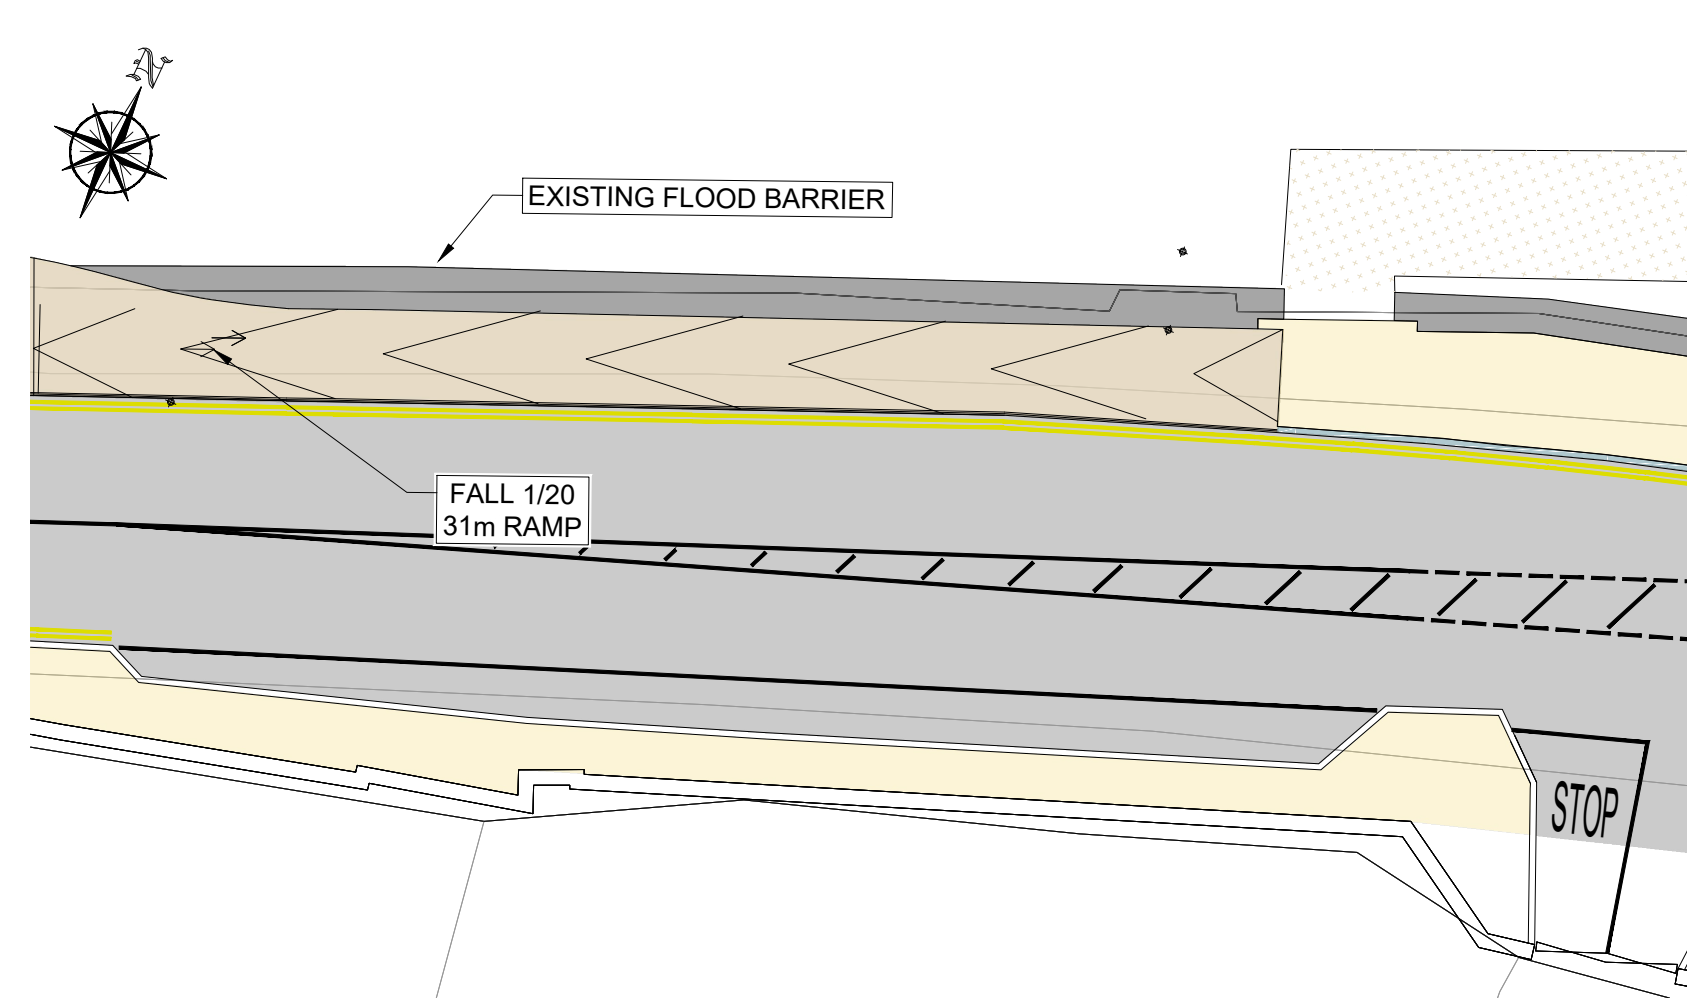 N
EXISTING FLOOD BARRIER
FALL 1/20
31m RAMP
STOP